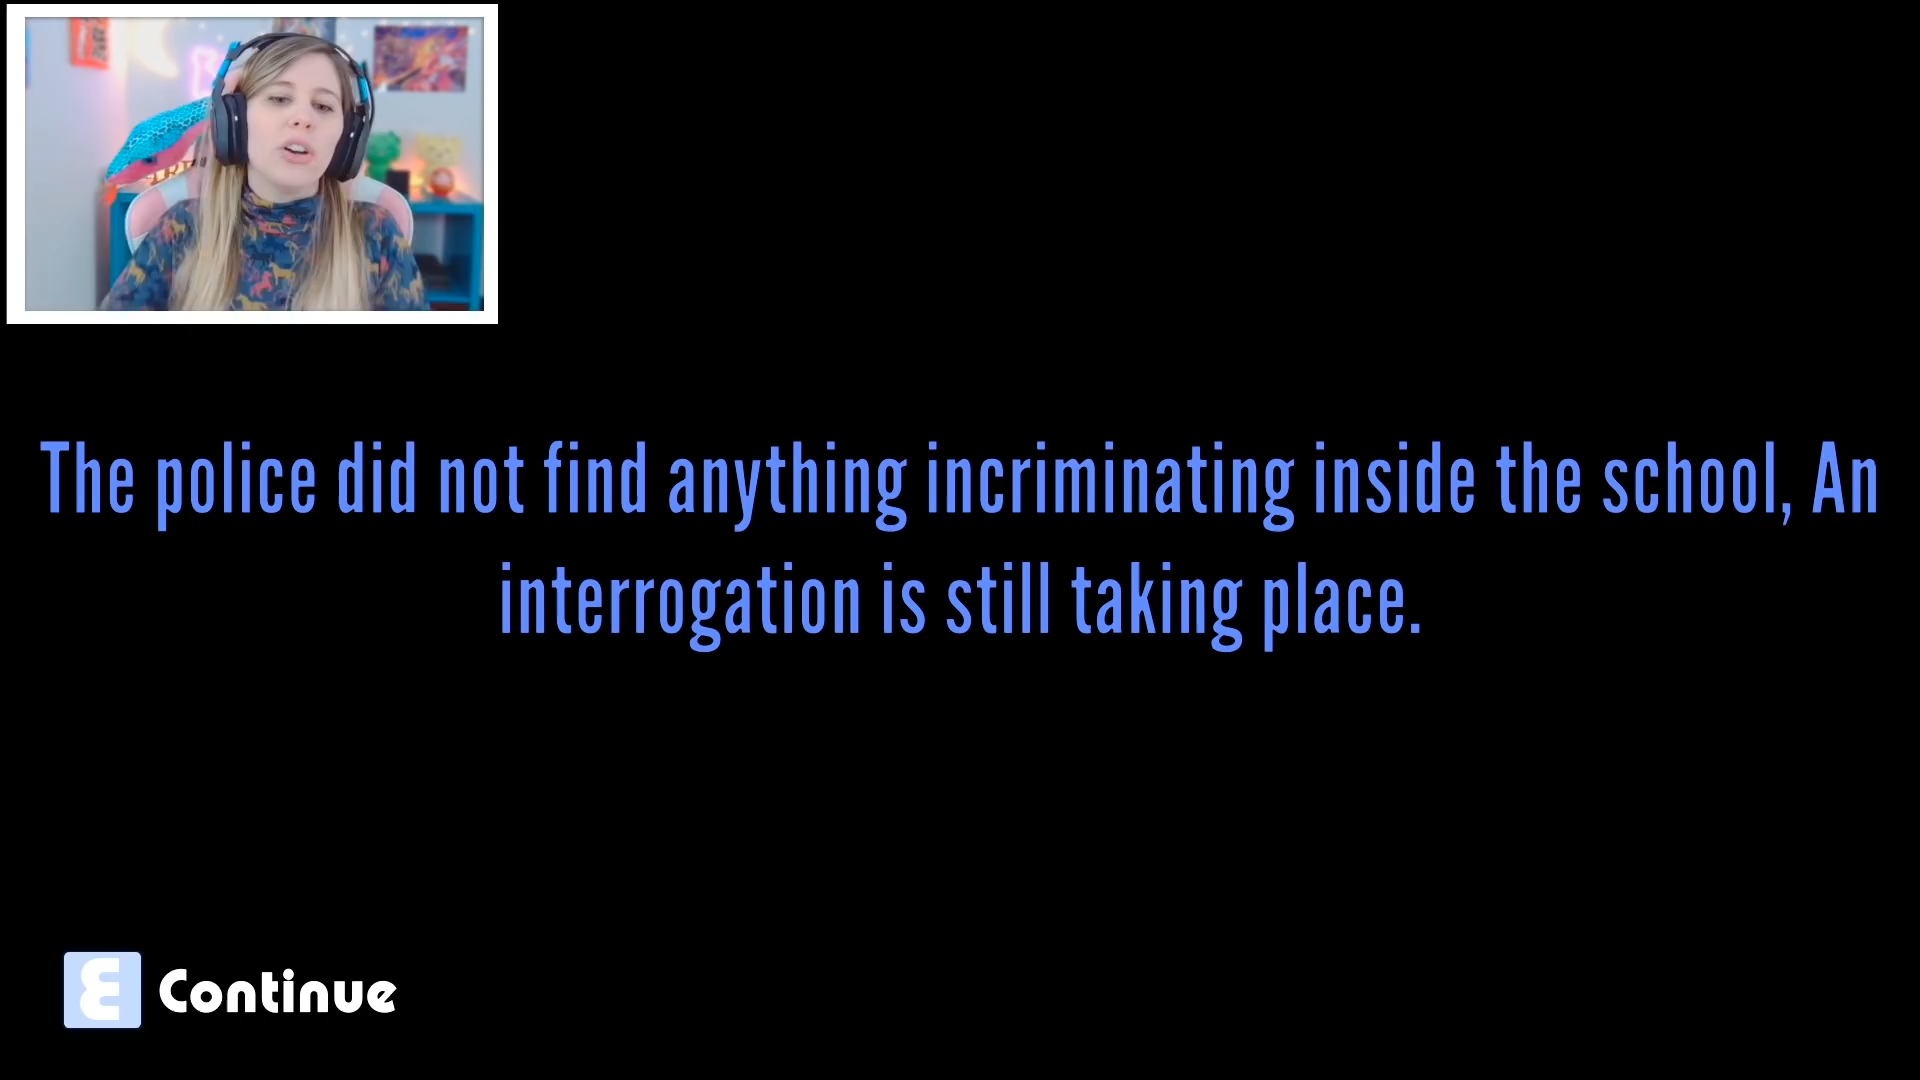 The police did not find anything incriminating inside the school, An
interrogation is still taking place.
E Continue